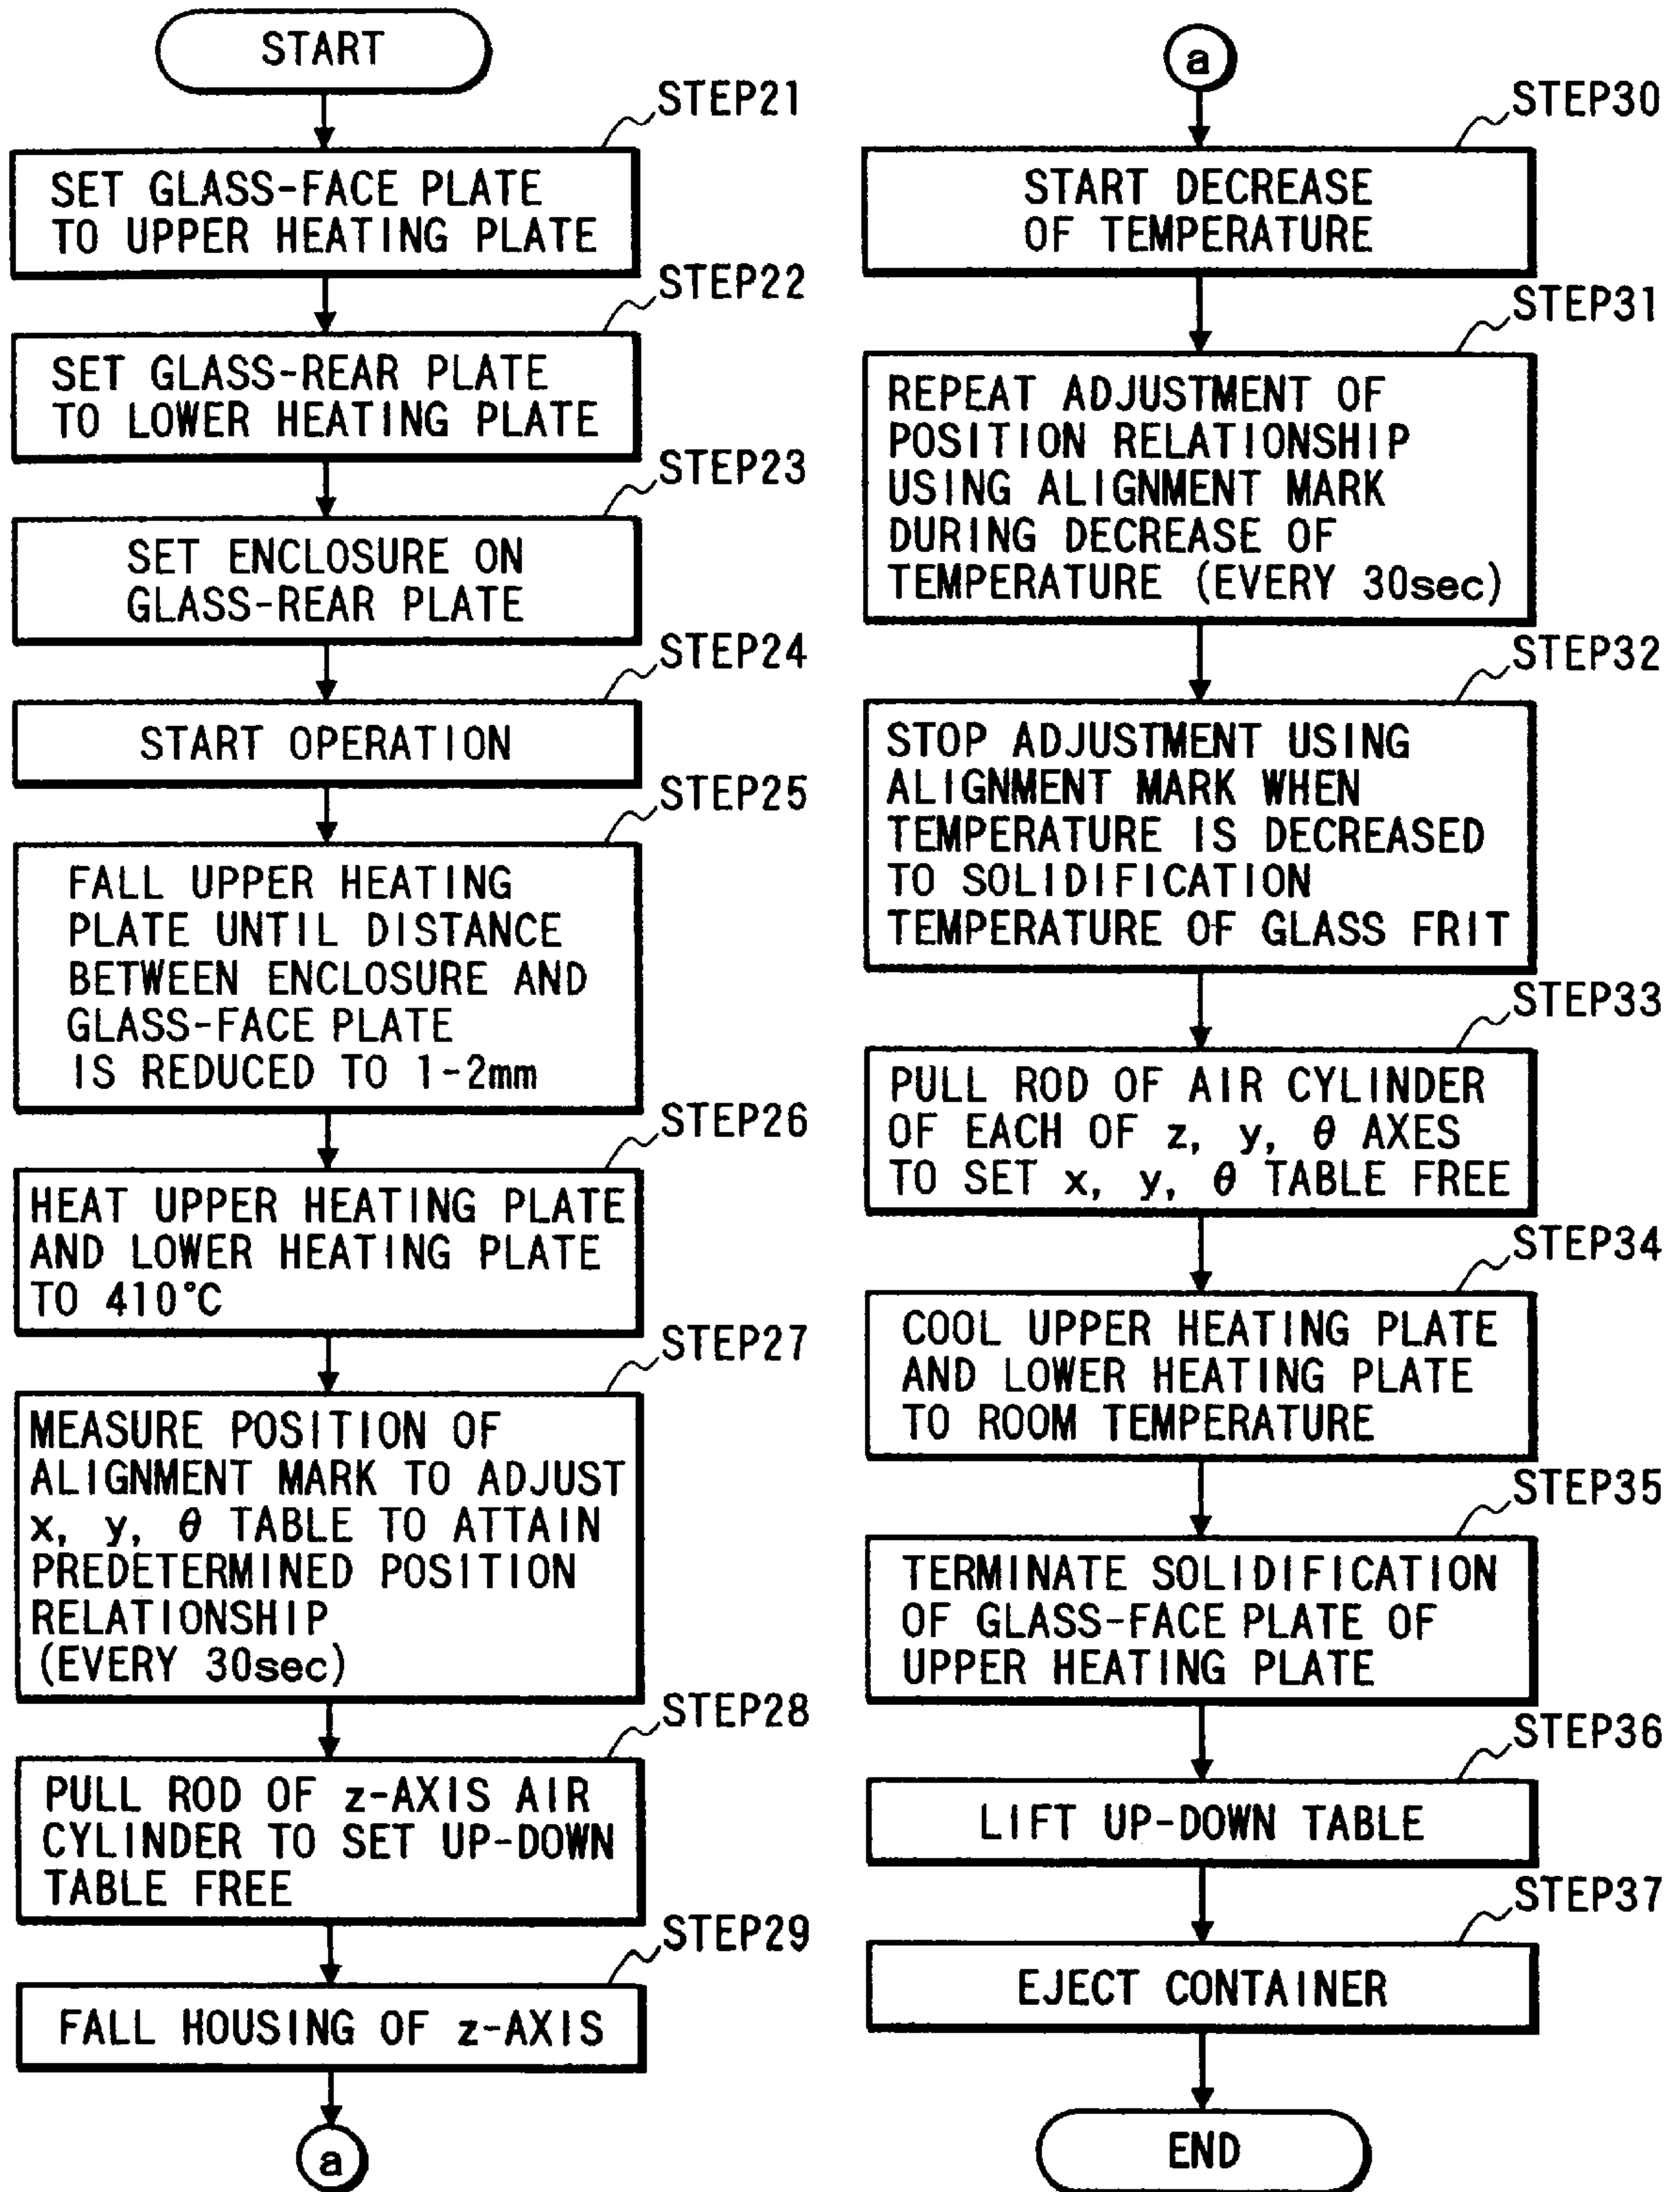 START
STEP21
SET GLASS-FACE PLATE
TO UPPER HEATING PLATE
STEP22
SET GLASS-REAR PLATE
TO LOWER HEATING PLATE
STEP23
SET ENCLOSURE ON
GLASS-REAR PLATE
STEP24
START OPERATION
STEP25
FALL UPPER HEATING
PLATE UNTIL DISTANCE
BETWEEN ENCLOSURE AND
GLASS-FACE PLATE
IS REDUCED TO 1-2mm
STEP26
HEAT UPPER HEATING PLATE
AND LOWER HEATING PLATE
TO 410°C
STEP27
MEASURE POSITION OF
ALIGNMENT MARK TO ADJUST
x, y, θ TABLE TO ATTAIN
PREDETERMINED POSITION
RELATIONSHIP
(EVERY 30sec)
STEP28
PULL ROD OF z-AXIS AIR
CYLINDER TO SET UP-DOWN
TABLE FREE
STEP29
FALL HOUSING OF z-AXIS
a
a
STEP30
START DECREASE
OF TEMPERATURE
STEP31
REPEAT ADJUSTMENT OF
POSITION RELATIONSHIP
USING ALIGNMENT MARK
DURING DECREASE OF
TEMPERATURE (EVERY 30sec)
STEP32
STOP ADJUSTMENT USING
ALIGNMENT MARK WHEN
TEMPERATURE IS DECREASED
TO SOLIDIFICATION
TEMPERATURE OF GLASS FRIT
STEP33
PULL ROD OF AIR CYLINDER
OF EACH OF z, y, θ AXES
TO SET x, y, θ TABLE FREE
STEP34
COOL UPPER HEATING PLATE
AND LOWER HEATING PLATE
TO ROOM TEMPERATURE
STEP35
TERMINATE SOLIDIFICATION
OF GLASS-FACE PLATE OF
UPPER HEATING PLATE
STEP36
LIFT UP-DOWN TABLE
STEP37
EJECT CONTAINER
END